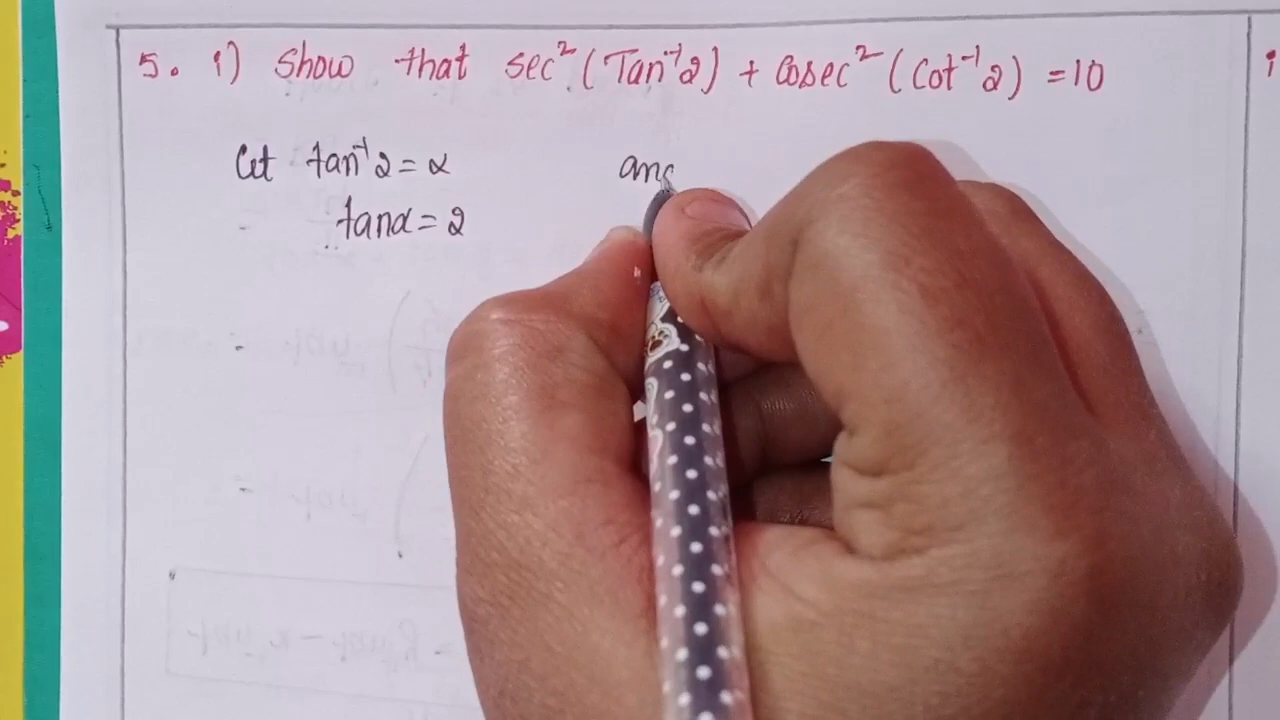 5. i) Show that sec²(Tan⁻¹2) + Cosec²(Cot⁻¹2) = 10
Let tan⁻¹2 = α
tanα = 2